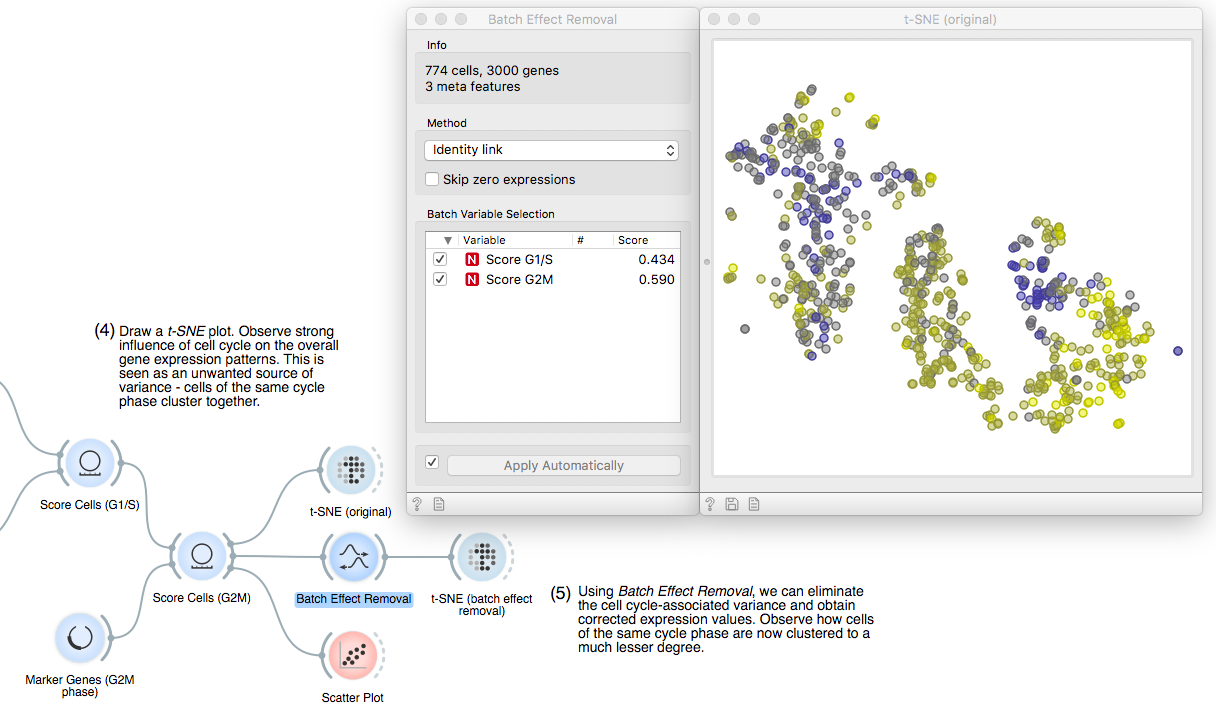 Batch Effect Removal
Info
774 cells, 3000 genes
3 meta features
Method
Identity link
Skip zero expressions
Batch Variable Selection
Variable # Score
N Score G1/S 0.434
N Score G2M 0.590
Apply Automatically
?
t-SNE (original)
?
(4) Draw a t-SNE plot. Observe strong
influence of cell cycle on the overall
gene expression patterns. This is
seen as an unwanted source of
variance - cells of the same cycle
phase cluster together.
Score Cells (G1/S)
t-SNE (original)
Score Cells (G2M)
Batch Effect Removal
t-SNE (batch effect
removal)
Marker Genes (G2M
phase)
Scatter Plot
(5) Using Batch Effect Removal, we can eliminate
the cell cycle-associated variance and obtain
corrected expression values. Observe how cells
of the same cycle phase are now clustered to a
much lesser degree.